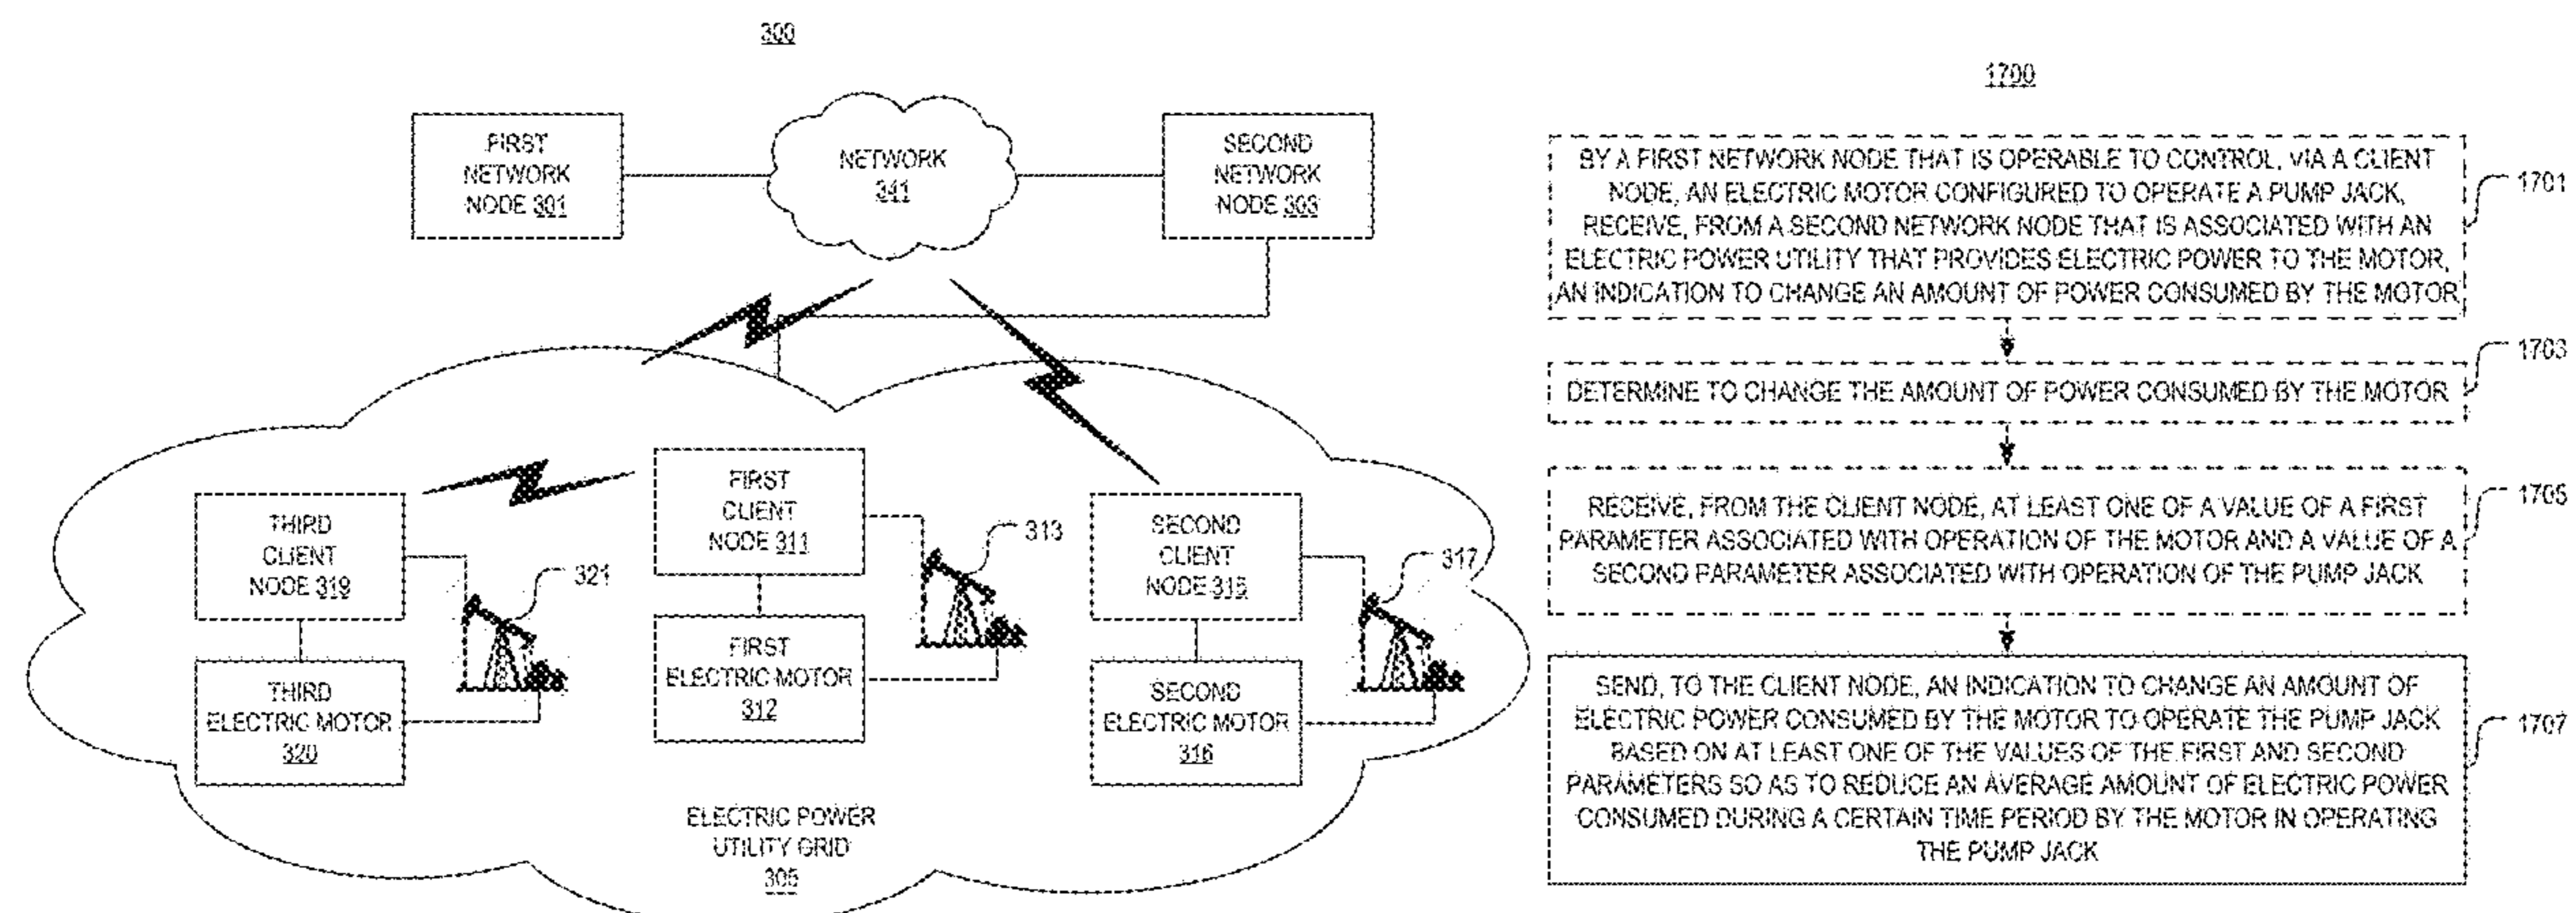 300
FIRST
NETWORK
NODE 301
NETWORK
341
SECOND
NETWORK
NODE 303
THIRD
CLIENT
NODE 319
321
THIRD
ELECTRIC MOTOR
320
FIRST
CLIENT
NODE 311
313
FIRST
ELECTRIC MOTOR
312
SECOND
CLIENT
NODE 315
317
SECOND
ELECTRIC MOTOR
316
ELECTRIC POWER
UTILITY GRID
305
1700
BY A FIRST NETWORK NODE THAT IS OPERABLE TO CONTROL, VIA A CLIENT
NODE, AN ELECTRIC MOTOR CONFIGURED TO OPERATE A PUMP JACK,
RECEIVE, FROM A SECOND NETWORK NODE THAT IS ASSOCIATED WITH AN
ELECTRIC POWER UTILITY THAT PROVIDES ELECTRIC POWER TO THE MOTOR,
AN INDICATION TO CHANGE AN AMOUNT OF POWER CONSUMED BY THE MOTOR
1701
DETERMINE TO CHANGE THE AMOUNT OF POWER CONSUMED BY THE MOTOR
1703
RECEIVE, FROM THE CLIENT NODE, AT LEAST ONE OF A VALUE OF A FIRST
PARAMETER ASSOCIATED WITH OPERATION OF THE MOTOR AND A VALUE OF A
SECOND PARAMETER ASSOCIATED WITH OPERATION OF THE PUMP JACK
1705
SEND, TO THE CLIENT NODE, AN INDICATION TO CHANGE AN AMOUNT OF
ELECTRIC POWER CONSUMED BY THE MOTOR TO OPERATE THE PUMP JACK
BASED ON AT LEAST ONE OF THE VALUES OF THE FIRST AND SECOND
PARAMETERS SO AS TO REDUCE AN AVERAGE AMOUNT OF ELECTRIC POWER
CONSUMED DURING A CERTAIN TIME PERIOD BY THE MOTOR IN OPERATING
THE PUMP JACK
1707